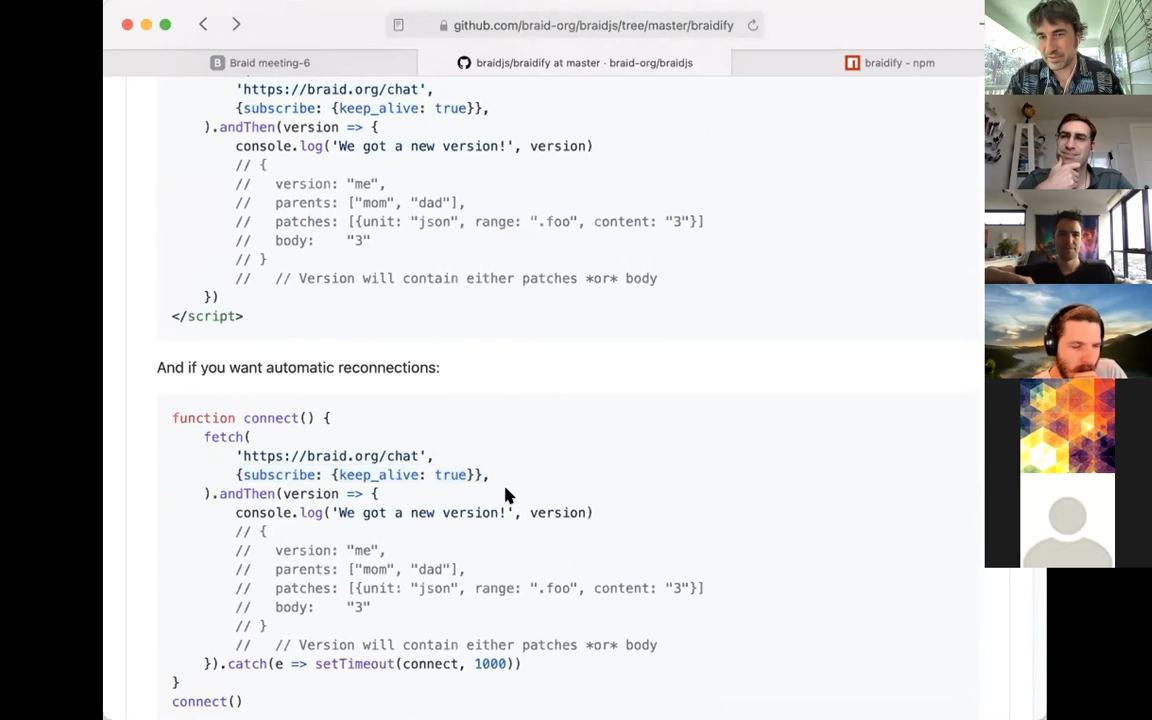 github.com/braid-org/braidjs/tree/master/braidify
B Braid meeting-6
braidjs/braidify at master · braid-org/braidjs
braidify - npm
'https://braid.org/chat',
{subscribe: {keep_alive: true}},
).andThen(version => {
console.log('We got a new version!', version)
// {
//   version: "me",
//   parents: ["mom", "dad"],
//   patches: [{unit: "json", range: ".foo", content: "3"}]
//   body:    "3"
// }
//   // Version will contain either patches *or* body
})
</script>
And if you want automatic reconnections:
function connect() {
fetch(
'https://braid.org/chat',
{subscribe: {keep_alive: true}},
).andThen(version => {
console.log('We got a new version!', version)
// {
//   version: "me",
//   parents: ["mom", "dad"],
//   patches: [{unit: "json", range: ".foo", content: "3"}]
//   body:    "3"
// }
//   // Version will contain either patches *or* body
}).catch(e => setTimeout(connect, 1000))
}
connect()